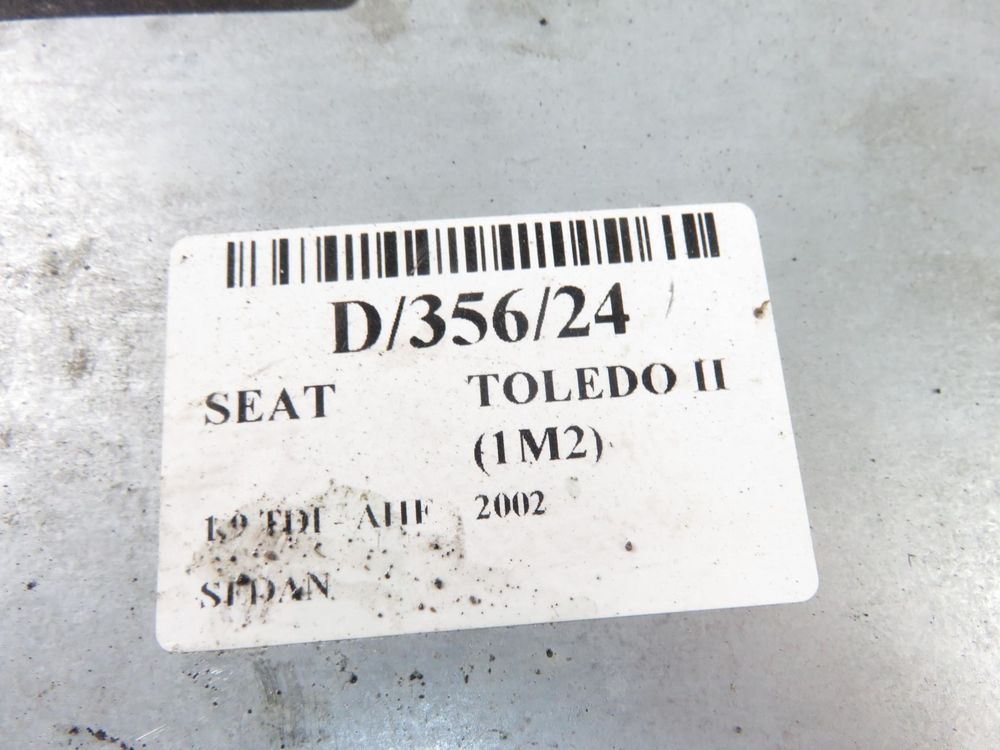 D/356/24
SEAT TOLEDO II
(1M2)
1,9 TDI - AHF 2002
SEDAN